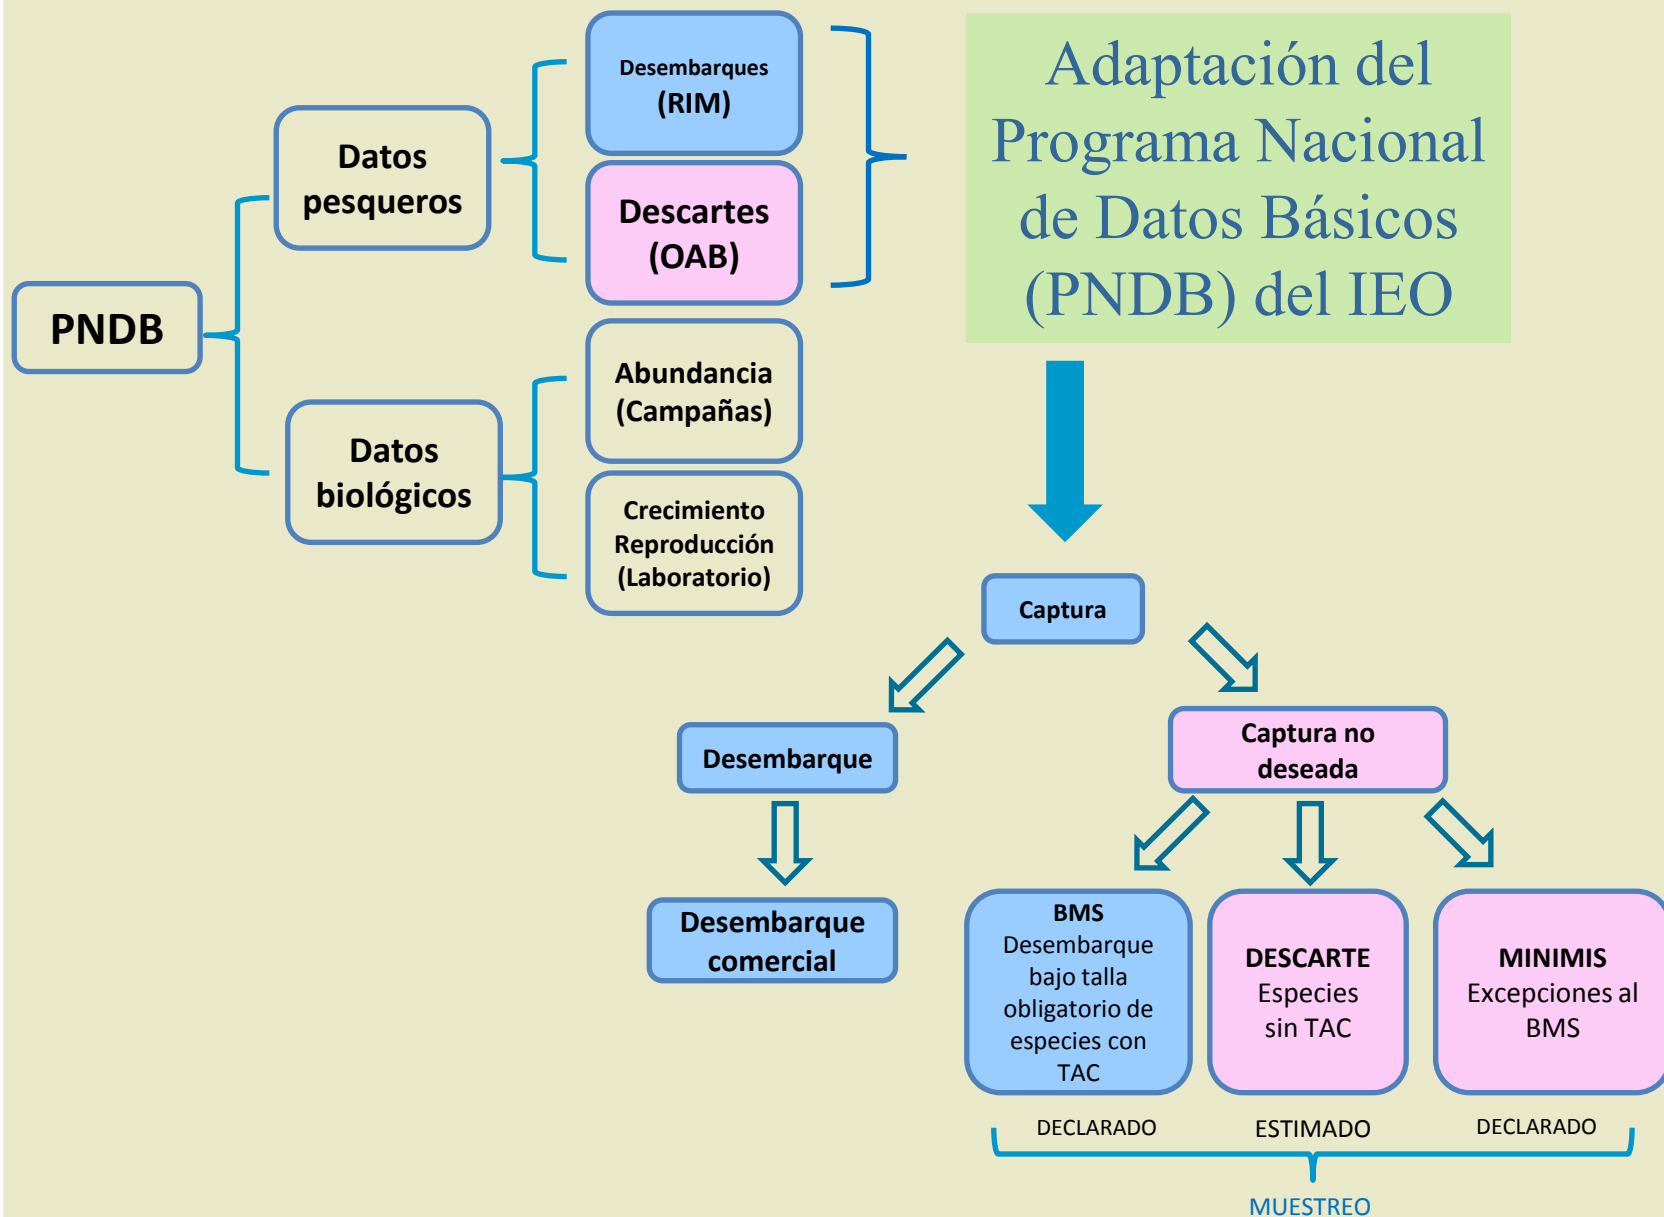 PNDB
Datos
pesqueros
Datos
biológicos
Desembarques
(RIM)
Descartes
(OAB)
Abundancia
(Campañas)
Crecimiento
Reproducción
(Laboratorio)
Adaptación del
Programa Nacional
de Datos Básicos
(PNDB) del IEO
Captura
Desembarque
Captura no
deseada
Desembarque
comercial
BMS
Desembarque
bajo talla
obligatorio de
especies con
TAC
DESCARTE
Especies
sin TAC
MINIMIS
Excepciones al
BMS
DECLARADO
ESTIMADO
DECLARADO
MUESTREO